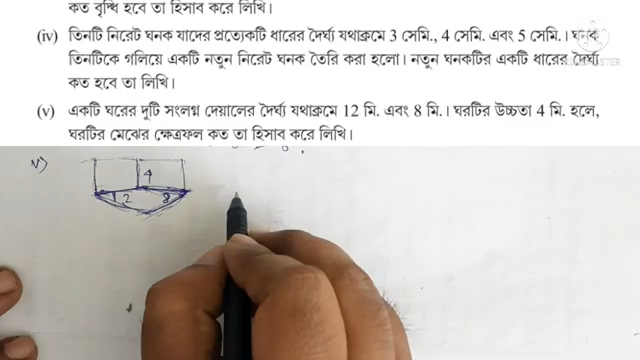 কত বৃদ্ধি হবে তা হিসাব করে লিখি।
(iv) তিনটি নিরেট ঘনক যাদের প্রত্যেকটি ধারের দৈর্ঘ্য যথাক্রমে 3 সেমি., 4 সেমি. এবং 5 সেমি.। ঘনক
তিনটিকে গলিয়ে একটি নতুন নিরেট ঘনক তৈরি করা হলো। নতুন ঘনকটির একটি ধারের দৈর্ঘ্য
কত হবে তা লিখি।
(v) একটি ঘরের দুটি সংলগ্ন দেয়ালের দৈর্ঘ্য যথাক্রমে 12 মি. এবং 8 মি.। ঘরটির উচ্চতা 4 মি. হলে,
ঘরটির মেঝের ক্ষেত্রফল কত তা হিসাব করে লিখি।
v)
4
12 8